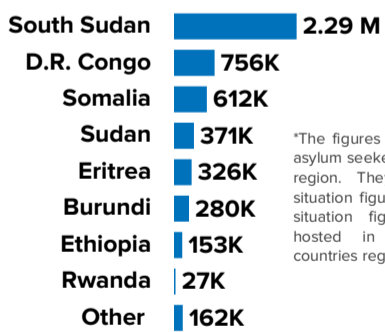 South Sudan 2.29 M
D.R. Congo 756K
Somalia 612K
Sudan 371K
Eritrea 326K
Burundi 280K
Ethiopia 153K
Rwanda 27K
Other 162K
*The figures
asylum seeke
region. They
situation figu
situation fig
hosted in
countries reg